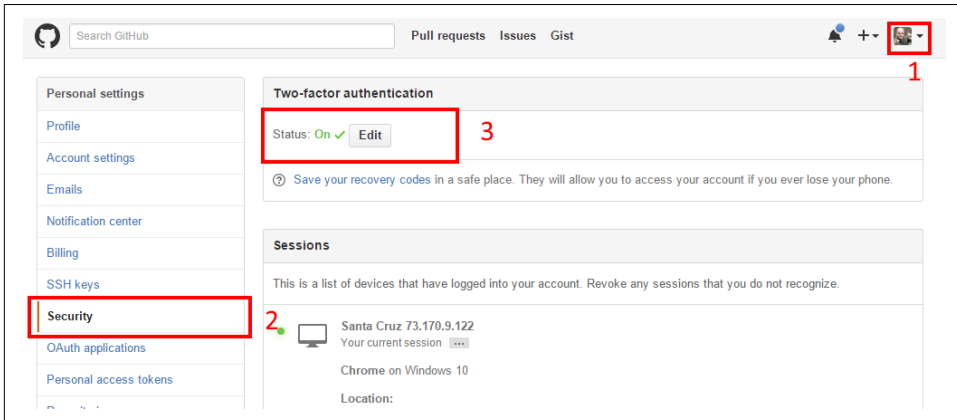 Search GitHub
Pull requests Issues Gist
1
Personal settings
Profile
Account settings
Emails
Notification center
Billing
SSH keys
Security
OAuth applications
Personal access tokens
Two-factor authentication
Status: On ✓ Edit
3
Save your recovery codes in a safe place. They will allow you to access your account if you ever lose your phone.
Sessions
This is a list of devices that have logged into your account. Revoke any sessions that you do not recognize.
2
Santa Cruz 73.170.9.122
Your current session ...
Chrome on Windows 10
Location: